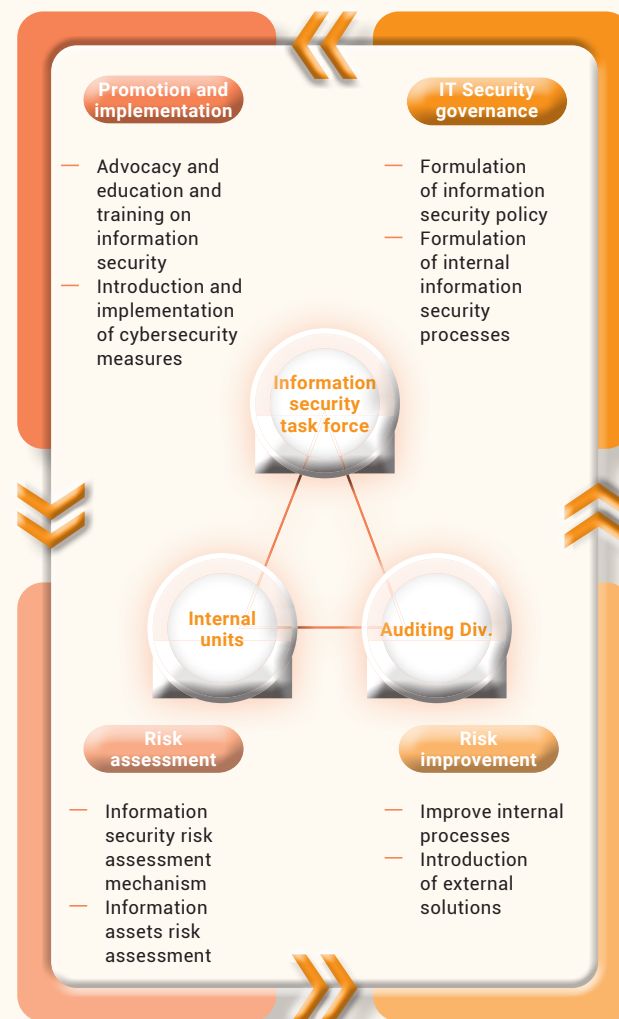 Promotion and
implementation
— Advocacy and
education and
training on
information
security
— Introduction and
implementation
of cybersecurity
measures
IT Security
governance
— Formulation
of information
security policy
— Formulation
of internal
information
security
processes
Information
security
task force
Internal
units
Auditing Div.
Risk
assessment
— Information
security risk
assessment
mechanism
— Information
assets risk
assessment
Risk
improvement
— Improve internal
processes
— Introduction
of external
solutions